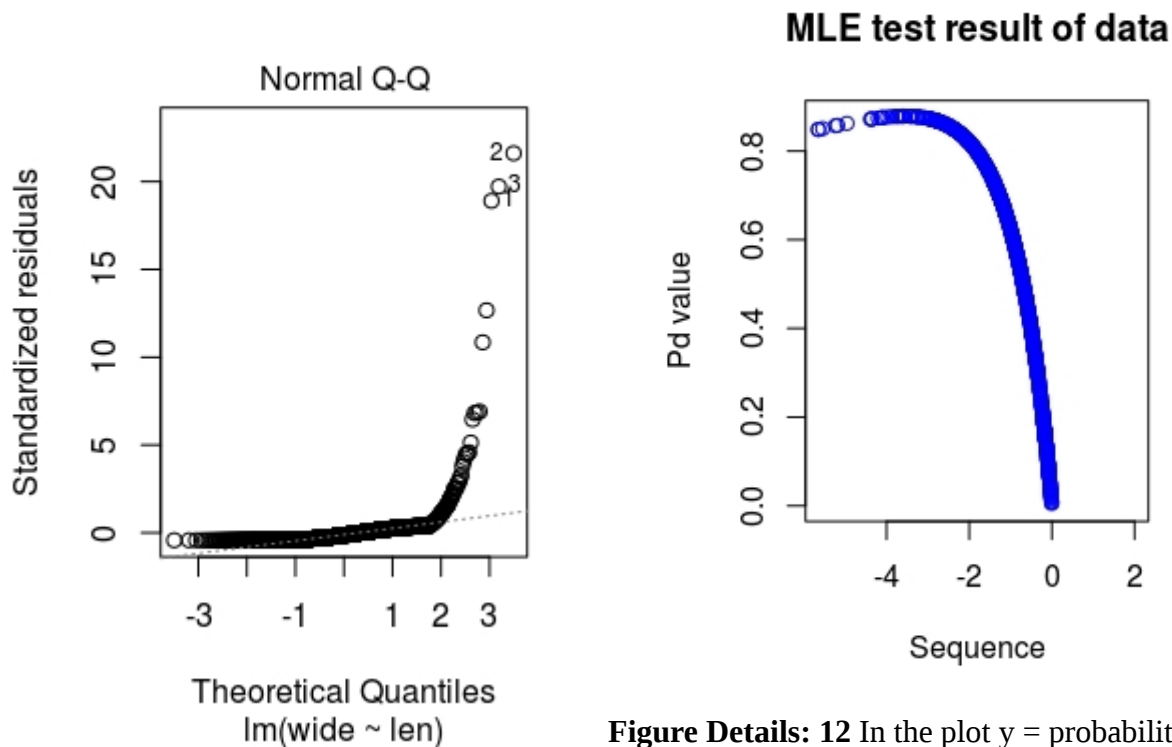 Normal Q-Q
Standardized residuals
20
15
10
5
0
2
3
1
-3
-1
1
2
3
Theoretical Quantiles
lm(wide ~ len)
MLE test result of data
Pd value
0.8
0.6
0.4
0.2
0.0
-4
-2
0
2
Sequence
Figure Details: 12 In the plot y =